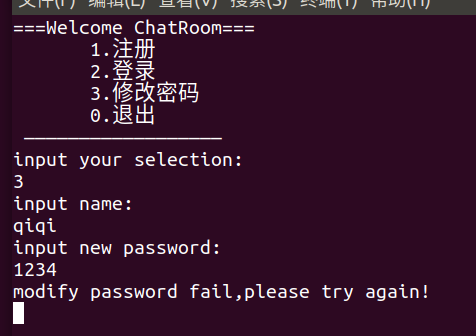 文件(F) 编辑(E) 查看(V) 搜索(S) 终端(T) 帮助(H)
===Welcome ChatRoom===
1.注册
2.登录
3.修改密码
0.退出
__________________
input your selection:
3
input name:
qiqi
input new password:
1234
modify password fail,please try again!